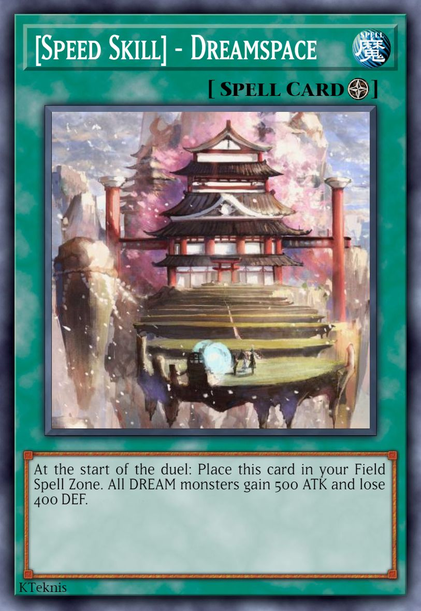 [Speed Skill] - Dreamspace
SPELL
魔
[ Spell Card ]
At the start of the duel: Place this card in your Field
Spell Zone. All DREAM monsters gain 500 ATK and lose
400 DEF.
KTeknis